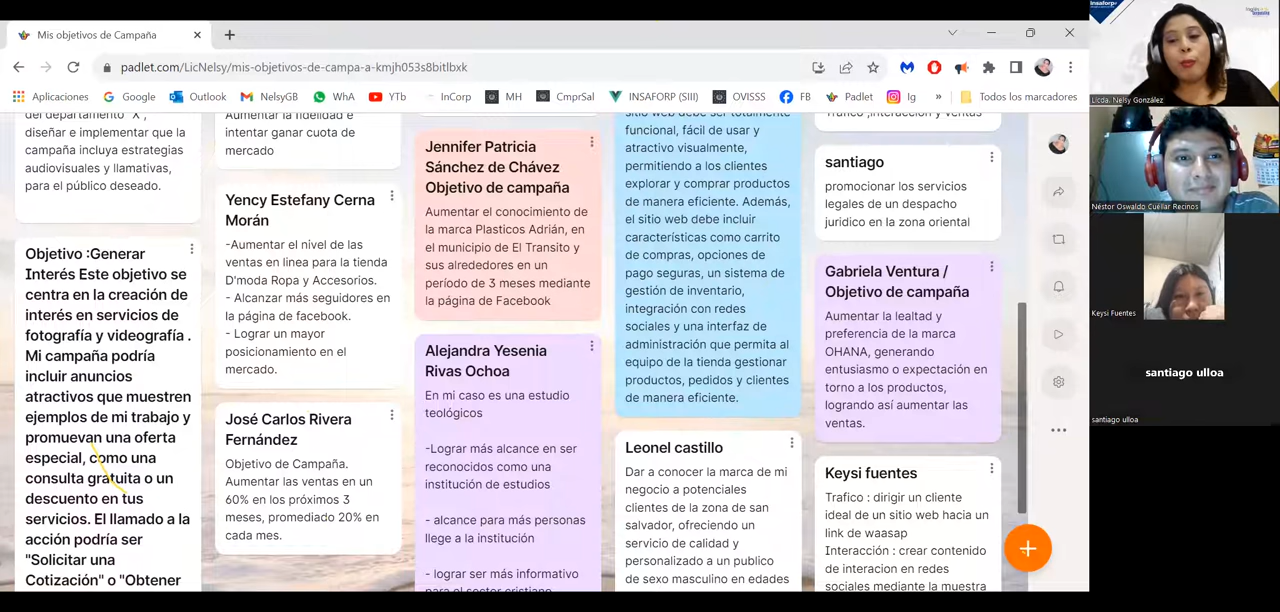 Mis objetivos de Campaña
padlet.com/LicNelsy/mis-objetivos-de-campa-a-kmjh053s8bitlbxk
Aplicaciones
Google
Outlook
NelsyGB
WhA
YTb
InCorp
MH
CmprSal
INSAFORP (SIII)
OVISSS
FB
Padlet
Ig
»
Todos los marcadores
del departamento "X",
diseñar e implementar que la
campaña incluya estrategias
audiovisuales y llamativas,
para el público deseado.
Objetivo :Generar
Interés Este objetivo se
centra en la creación de
interés en servicios de
fotografía y videografía .
Mi campaña podría
incluir anuncios
atractivos que muestren
ejemplos de mi trabajo y
promuevan una oferta
especial, como una
consulta gratuita o un
descuento en tus
servicios. El llamado a la
acción podría ser
"Solicitar una
Cotización" o "Obtener
Aumentar la fidelidad e
intentar ganar cuota de
mercado
Yency Estefany Cerna
Morán
-Aumentar el nivel de las
ventas en linea para la tienda
D'moda Ropa y Accesorios.
- Alcanzar más seguidores en
la página de facebook.
- Lograr un mayor
posicionamiento en el
mercado.
José Carlos Rivera
Fernández
Objetivo de Campaña.
Aumentar las ventas en un
60% en los próximos 3
meses, promediado 20% en
cada mes.
Jennifer Patricia
Sánchez de Chávez
Objetivo de campaña
Aumentar el conocimiento de
la marca Plasticos Adrián, en
el municipio de El Transito y
sus alrededores en un
período de 3 meses mediante
la página de Facebook
Alejandra Yesenia
Rivas Ochoa
En mi caso es una estudio
teológicos
-Lograr más alcance en ser
reconocidos como una
institución de estudios
- alcance para más personas
llege a la institución
- lograr ser más informativo
para el sector cristiano
sitio web debe ser totalmente
funcional, fácil de usar y
atractivo visualmente,
permitiendo a los clientes
explorar y comprar productos
de manera eficiente. Además,
el sitio web debe incluir
características como carrito
de compras, opciones de
pago seguras, un sistema de
gestión de inventario,
integración con redes
sociales y una interfaz de
administración que permita al
equipo de la tienda gestionar
productos, pedidos y clientes
de manera eficiente.
Leonel castillo
Dar a conocer la marca de mi
negocio a potenciales
clientes de la zona de san
salvador, ofreciendo un
servicio de calidad y
personalizado a un publico
de sexo masculino en edades
Trafico ,interacción y ventas
santiago
promocionar los servicios
legales de un despacho
juridico en la zona oriental
Gabriela Ventura /
Objetivo de campaña
Aumentar la lealtad y
preferencia de la marca
OHANA, generando
entusiasmo o expectación en
torno a los productos,
logrando así aumentar las
ventas.
Keysi fuentes
Trafico : dirigir un cliente
ideal de un sitio web hacia un
link de waasap
Interacción : crear contenido
de interacion en redes
sociales mediante la muestra
Insaforp
Licda. Nelsy González
Néstor Oswaldo Cuéllar Recinos
Keysi Fuentes
santiago ulloa
santiago ulloa